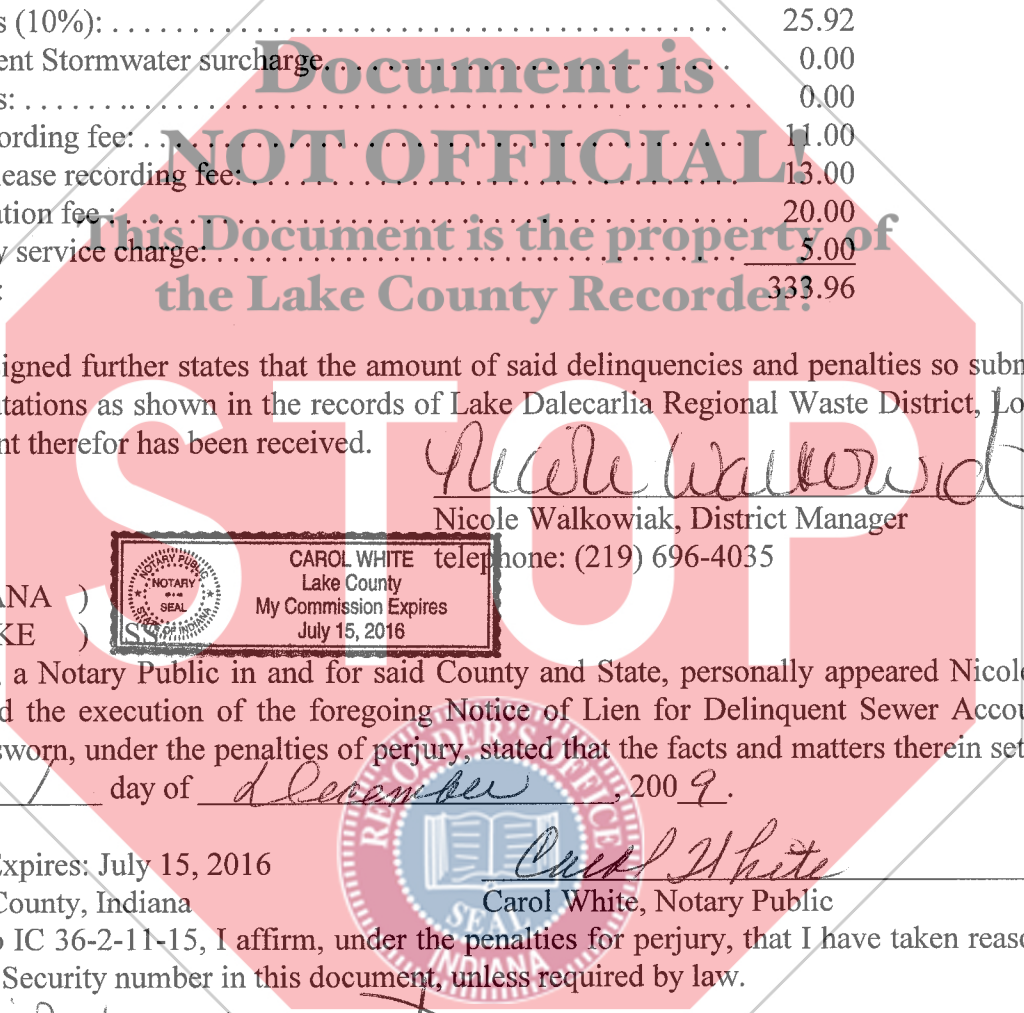 s (10%): 25.92
ent Stormwater surcharge 0.00
s: 0.00
ording fee: 11.00
lease recording fee: 13.00
ation fee : 20.00
y service charge: 5.00
: 333.96
Document is
NOT OFFICIAL!
This Document is the property of
the Lake County Recorder!
STOP
igned further states that the amount of said delinquencies and penalties so subm
tations as shown in the records of Lake Dalecarlia Regional Waste District, Lo
nt therefor has been received.
Nicole Walkowiak
Nicole Walkowiak, District Manager
telephone: (219) 696-4035
NOTARY PUBLIC
NOTARY
SEAL
STATE OF INDIANA
CAROL WHITE
Lake County
My Commission Expires
July 15, 2016
ANA )
KE ) SS
a Notary Public in and for said County and State, personally appeared Nicole
d the execution of the foregoing Notice of Lien for Delinquent Sewer Accou
sworn, under the penalties of perjury, stated that the facts and matters therein set
1 day of December, 2009.
Expires: July 15, 2016
Carol White
County, Indiana
Carol White, Notary Public
o IC 36-2-11-15, I affirm, under the penalties for perjury, that I have taken reaso
Security number in this document, unless required by law.
RECORDER'S OFFICE
SEAL
INDIANA